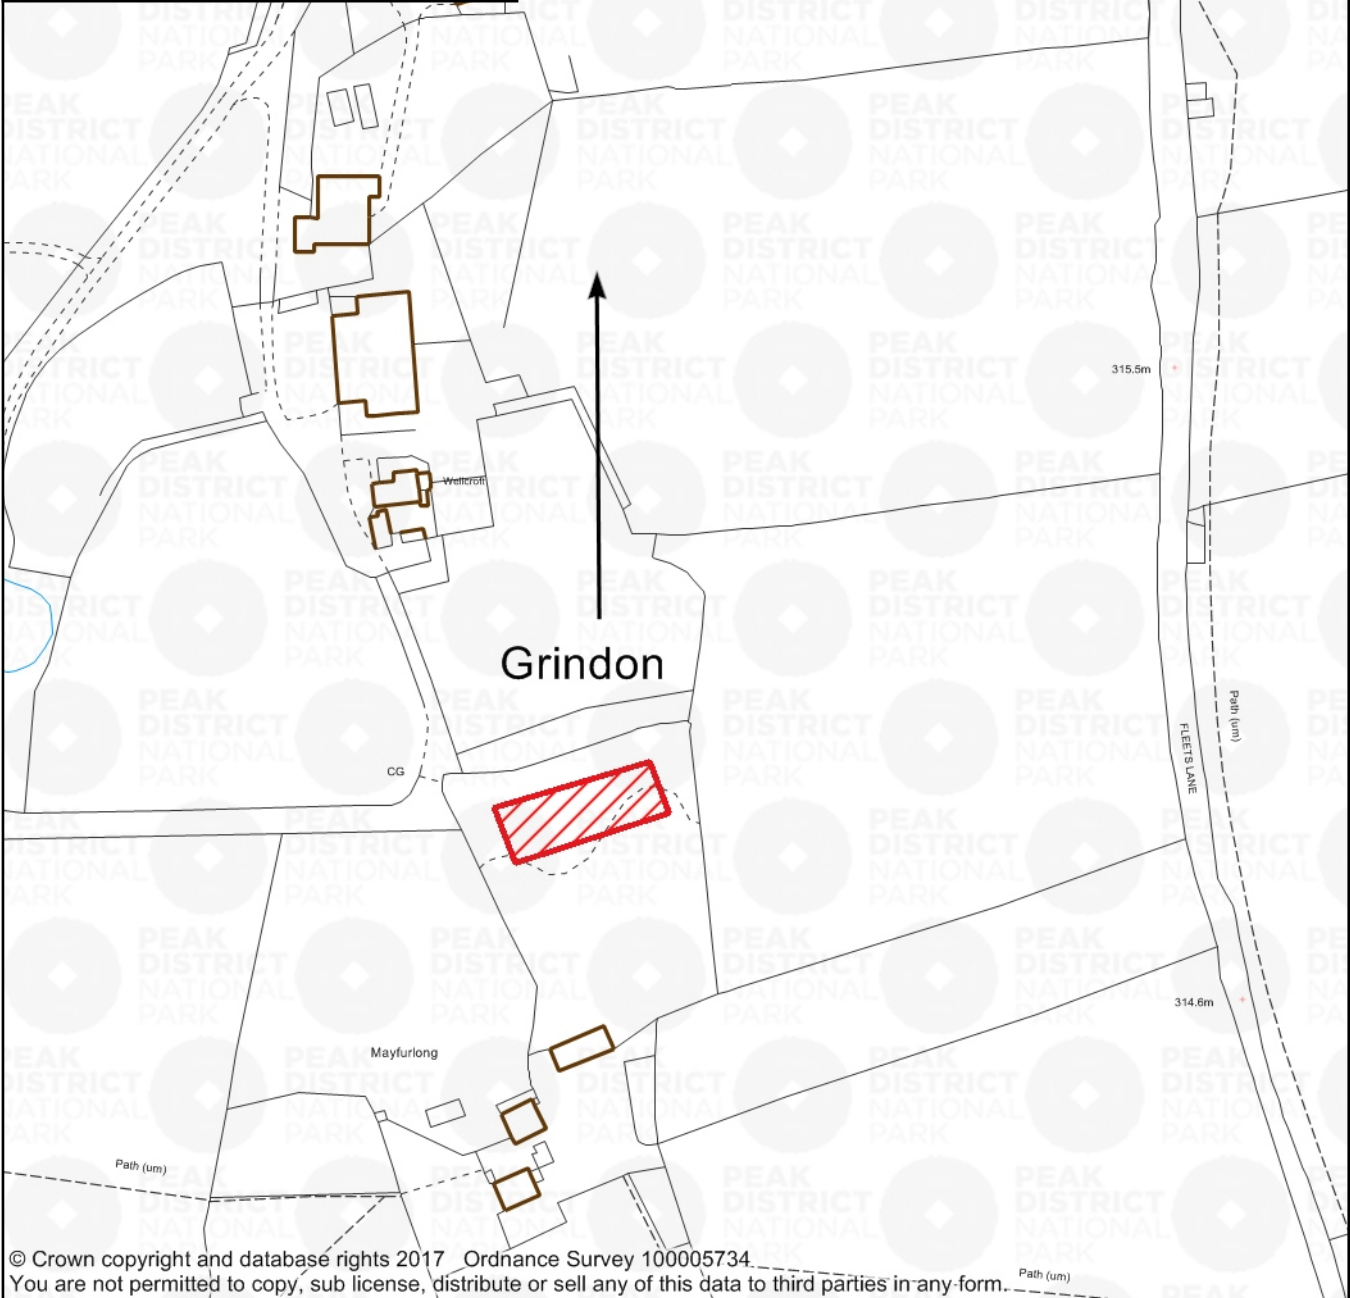 315.5m
Wellcroft
Grindon
Path (um)
FLEETS LANE
CG
314.6m
Mayfurlong
Path (um)
© Crown copyright and database rights 2017 Ordnance Survey 100005734
You are not permitted to copy, sub license, distribute or sell any of this data to third parties in any form.
Path (um)
PEAK
DISTRICT
NATIONAL
PARK